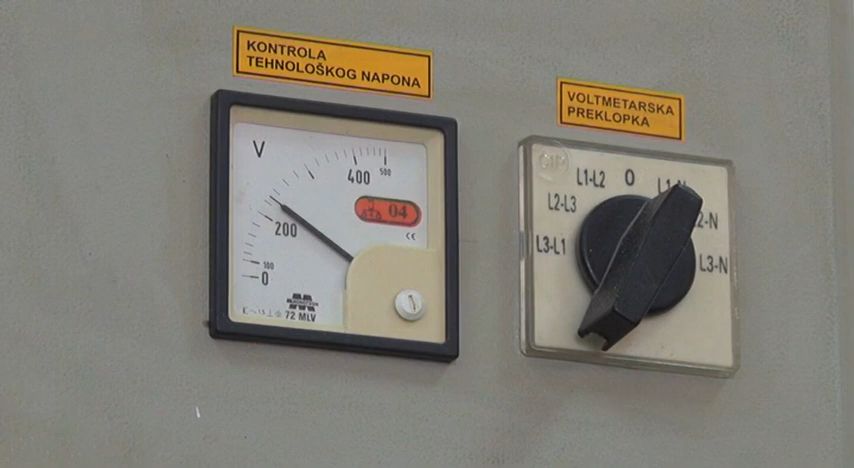 KONTROLA
TEHNOLOŠKOG NAPONA
VOLTMETARSKA
PREKLOPKA
V
400
500
200
100
0
04
CE
72 MLV
L1-L2
O
L2-L3
L3-L1
L3-N